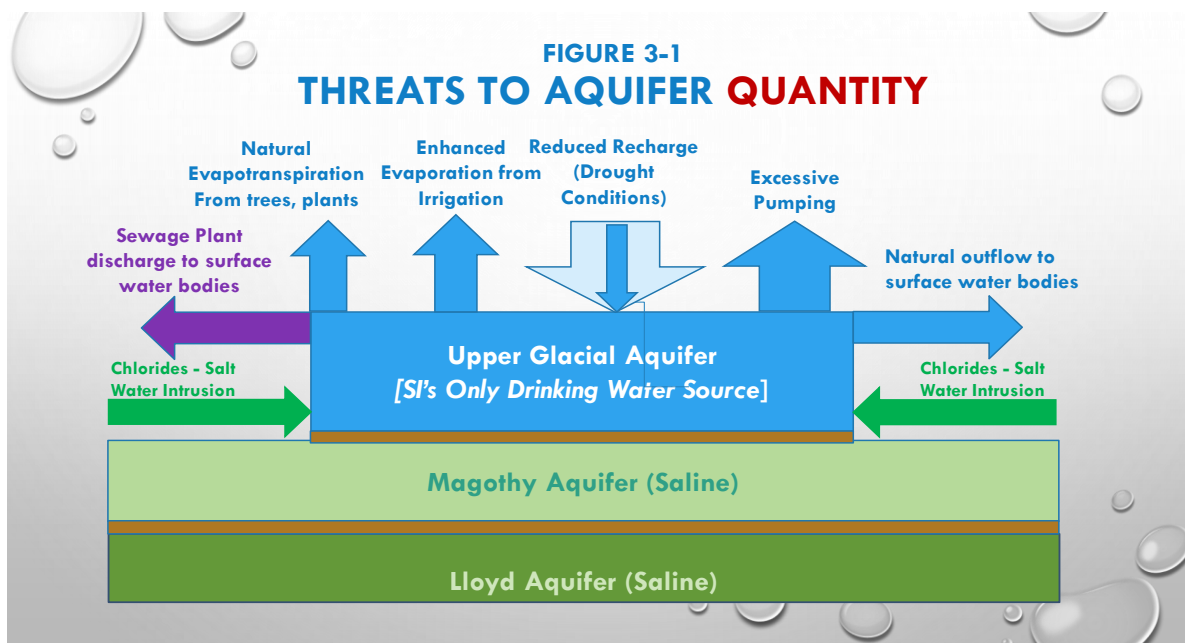 FIGURE 3-1
THREATS TO AQUIFER QUANTITY
Natural
Evapotranspiration
From trees, plants
Enhanced
Evaporation from
Irrigation
Reduced Recharge
(Drought
Conditions)
Excessive
Pumping
Sewage Plant
discharge to surface
water bodies
Natural outflow to
surface water bodies
Chlorides - Salt
Water Intrusion
Upper Glacial Aquifer
[SI's Only Drinking Water Source]
Chlorides - Salt
Water Intrusion
Magothy Aquifer (Saline)
Lloyd Aquifer (Saline)